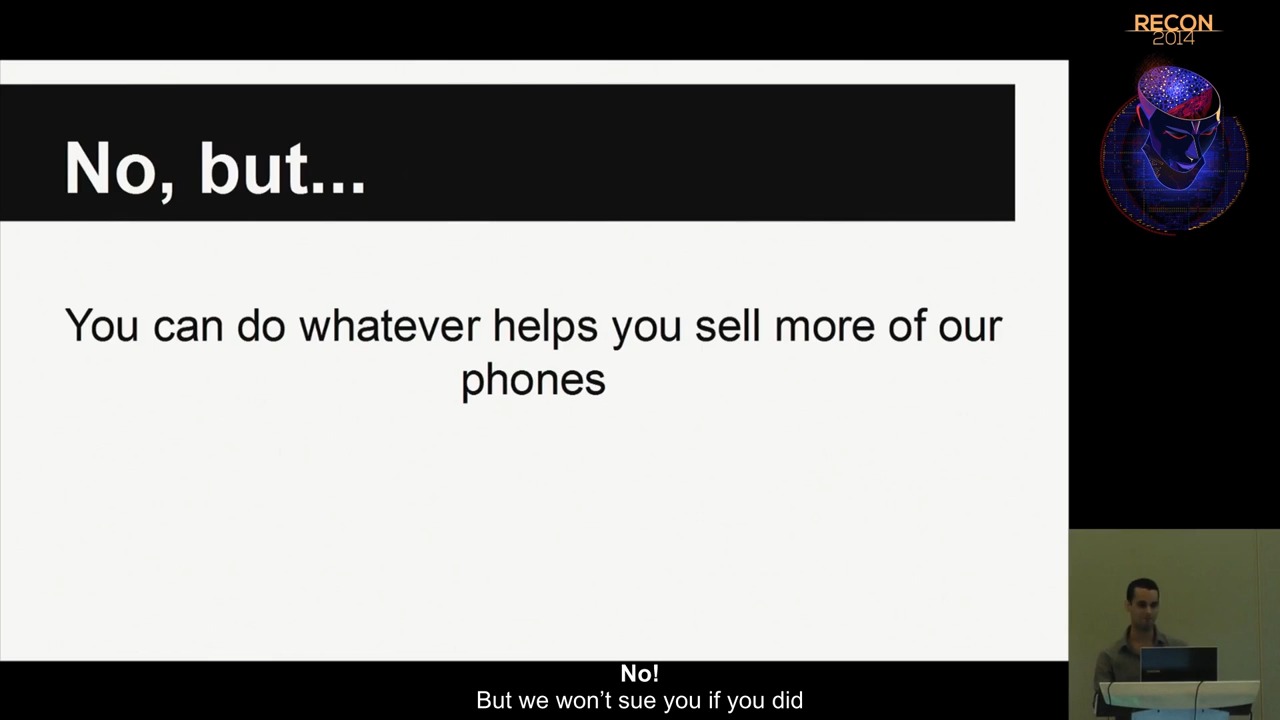 RECON
2014
No, but...
You can do whatever helps you sell more of our
phones
No!
But we won't sue you if you did